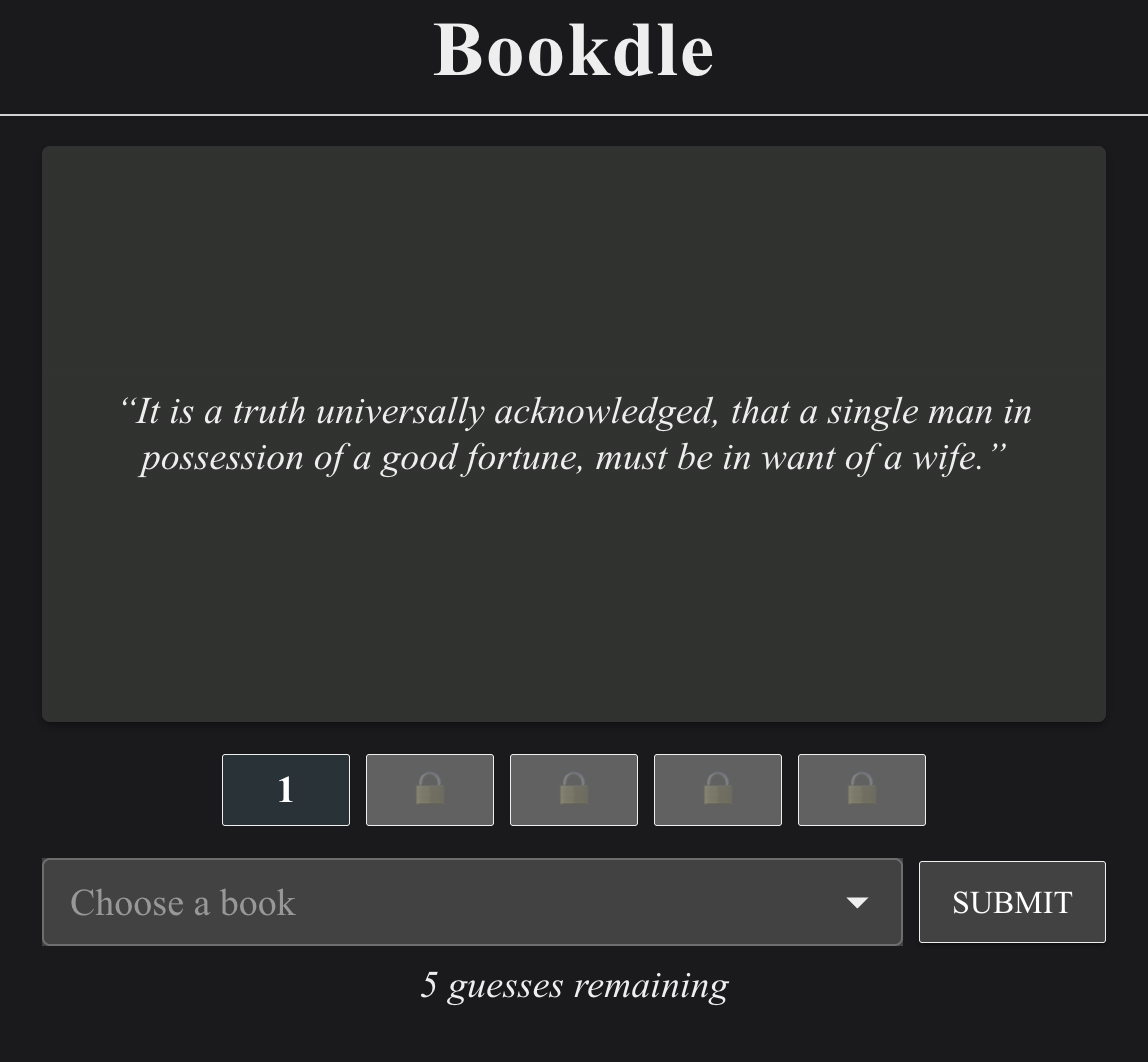 Bookdle
“It is a truth universally acknowledged, that a single man in
possession of a good fortune, must be in want of a wife.”
1
Choose a book
SUBMIT
5 guesses remaining